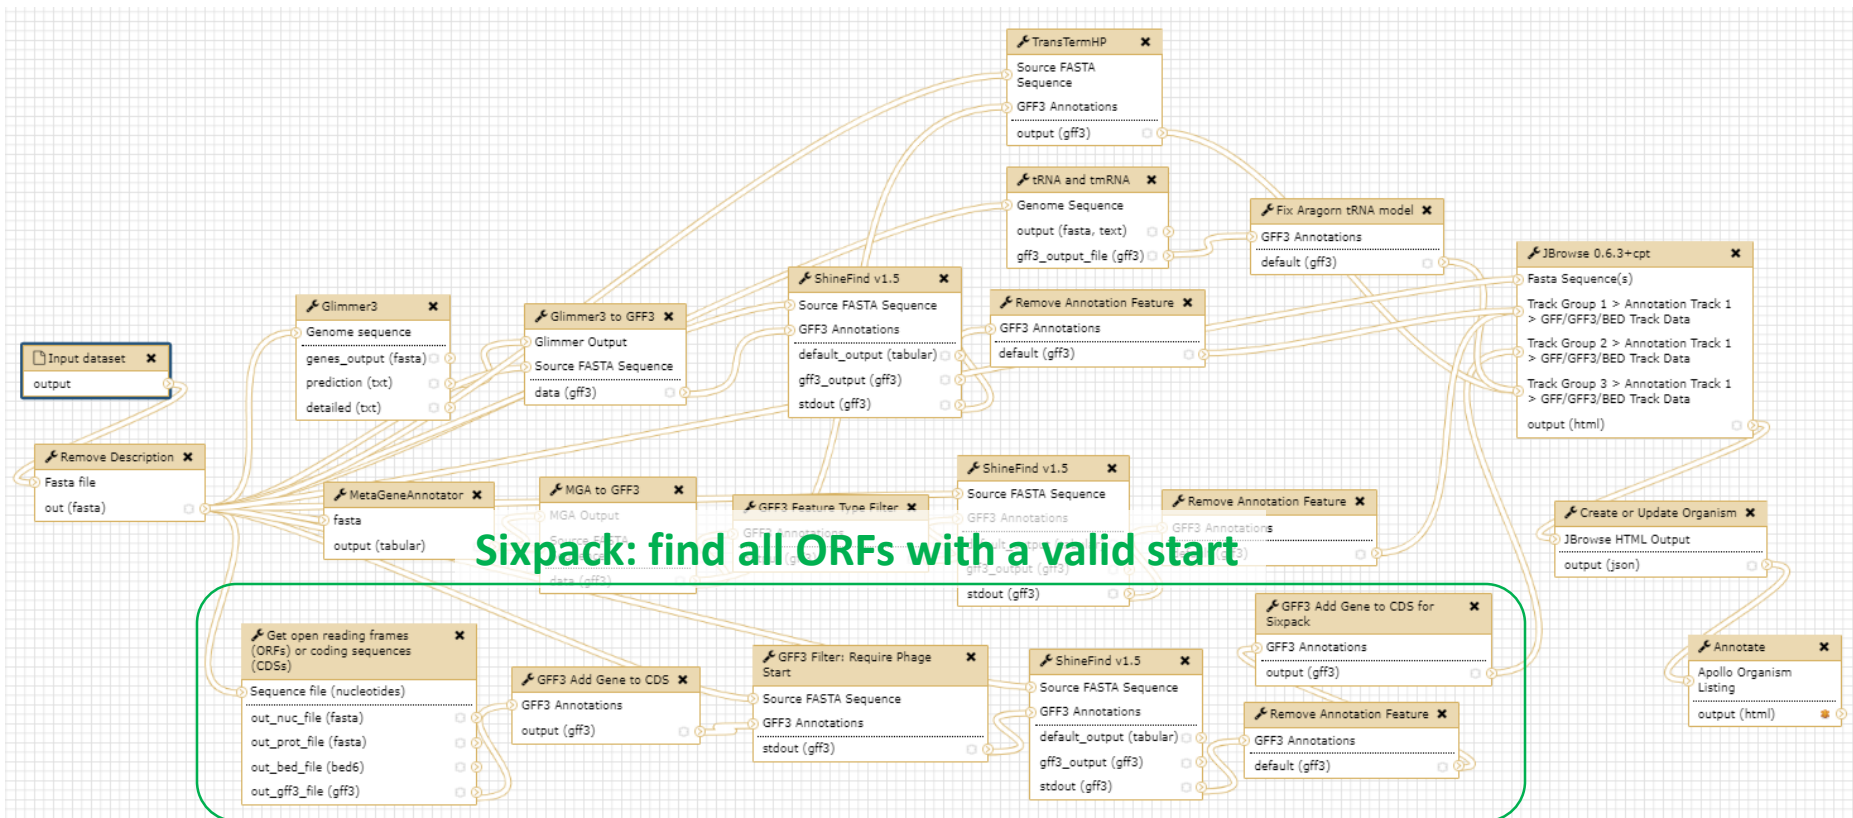 TransTermHP
Source FASTA
Sequence
GFF3 Annotations
output (gff3)
tRNA and tmRNA
Genome Sequence
output (fasta, text)
gff3_output_file (gff3)
Fix Aragorn tRNA model
GFF3 Annotations
default (gff3)
JBrowse 0.6.3+cpt
Fasta Sequence(s)
Track Group 1 > Annotation Track 1
> GFF/GFF3/BED Track Data
Track Group 2 > Annotation Track 1
> GFF/GFF3/BED Track Data
Track Group 3 > Annotation Track 1
> GFF/GFF3/BED Track Data
output (html)
ShineFind v1.5
Source FASTA Sequence
GFF3 Annotations
default_output (tabular)
gff3_output (gff3)
stdout (gff3)
Remove Annotation Feature
GFF3 Annotations
default (gff3)
Glimmer3
Genome sequence
genes_output (fasta)
prediction (txt)
detailed (txt)
Glimmer3 to GFF3
Glimmer Output
Source FASTA Sequence
data (gff3)
Input dataset
output
Remove Description
Fasta file
out (fasta)
MetaGeneAnnotator
fasta
output (tabular)
MGA to GFF3
MGA Output
Source FASTA
data (gff3)
GFF3 Feature Type Filter
GFF3 Annotations
ShineFind v1.5
Source FASTA Sequence
GFF3 Annotations
gff3_output (gff3)
stdout (gff3)
Remove Annotation Feature
GFF3 Annotations
Create or Update Organism
JBrowse HTML Output
output (json)
Sixpack: find all ORFs with a valid start
Get open reading frames
(ORFs) or coding sequences
(CDSs)
Sequence file (nucleotides)
out_nuc_file (fasta)
out_prot_file (fasta)
out_bed_file (bed6)
out_gff3_file (gff3)
GFF3 Add Gene to CDS
GFF3 Annotations
output (gff3)
GFF3 Filter: Require Phage
Start
Source FASTA Sequence
GFF3 Annotations
stdout (gff3)
ShineFind v1.5
Source FASTA Sequence
GFF3 Annotations
default_output (tabular)
gff3_output (gff3)
stdout (gff3)
GFF3 Add Gene to CDS for
Sixpack
GFF3 Annotations
output (gff3)
Remove Annotation Feature
GFF3 Annotations
default (gff3)
Annotate
Apollo Organism
Listing
output (html)